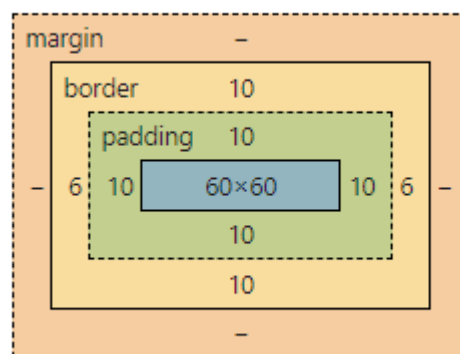 margin –
border 10
padding 10
– 6 10 60×60 10 6 –
10
10
–